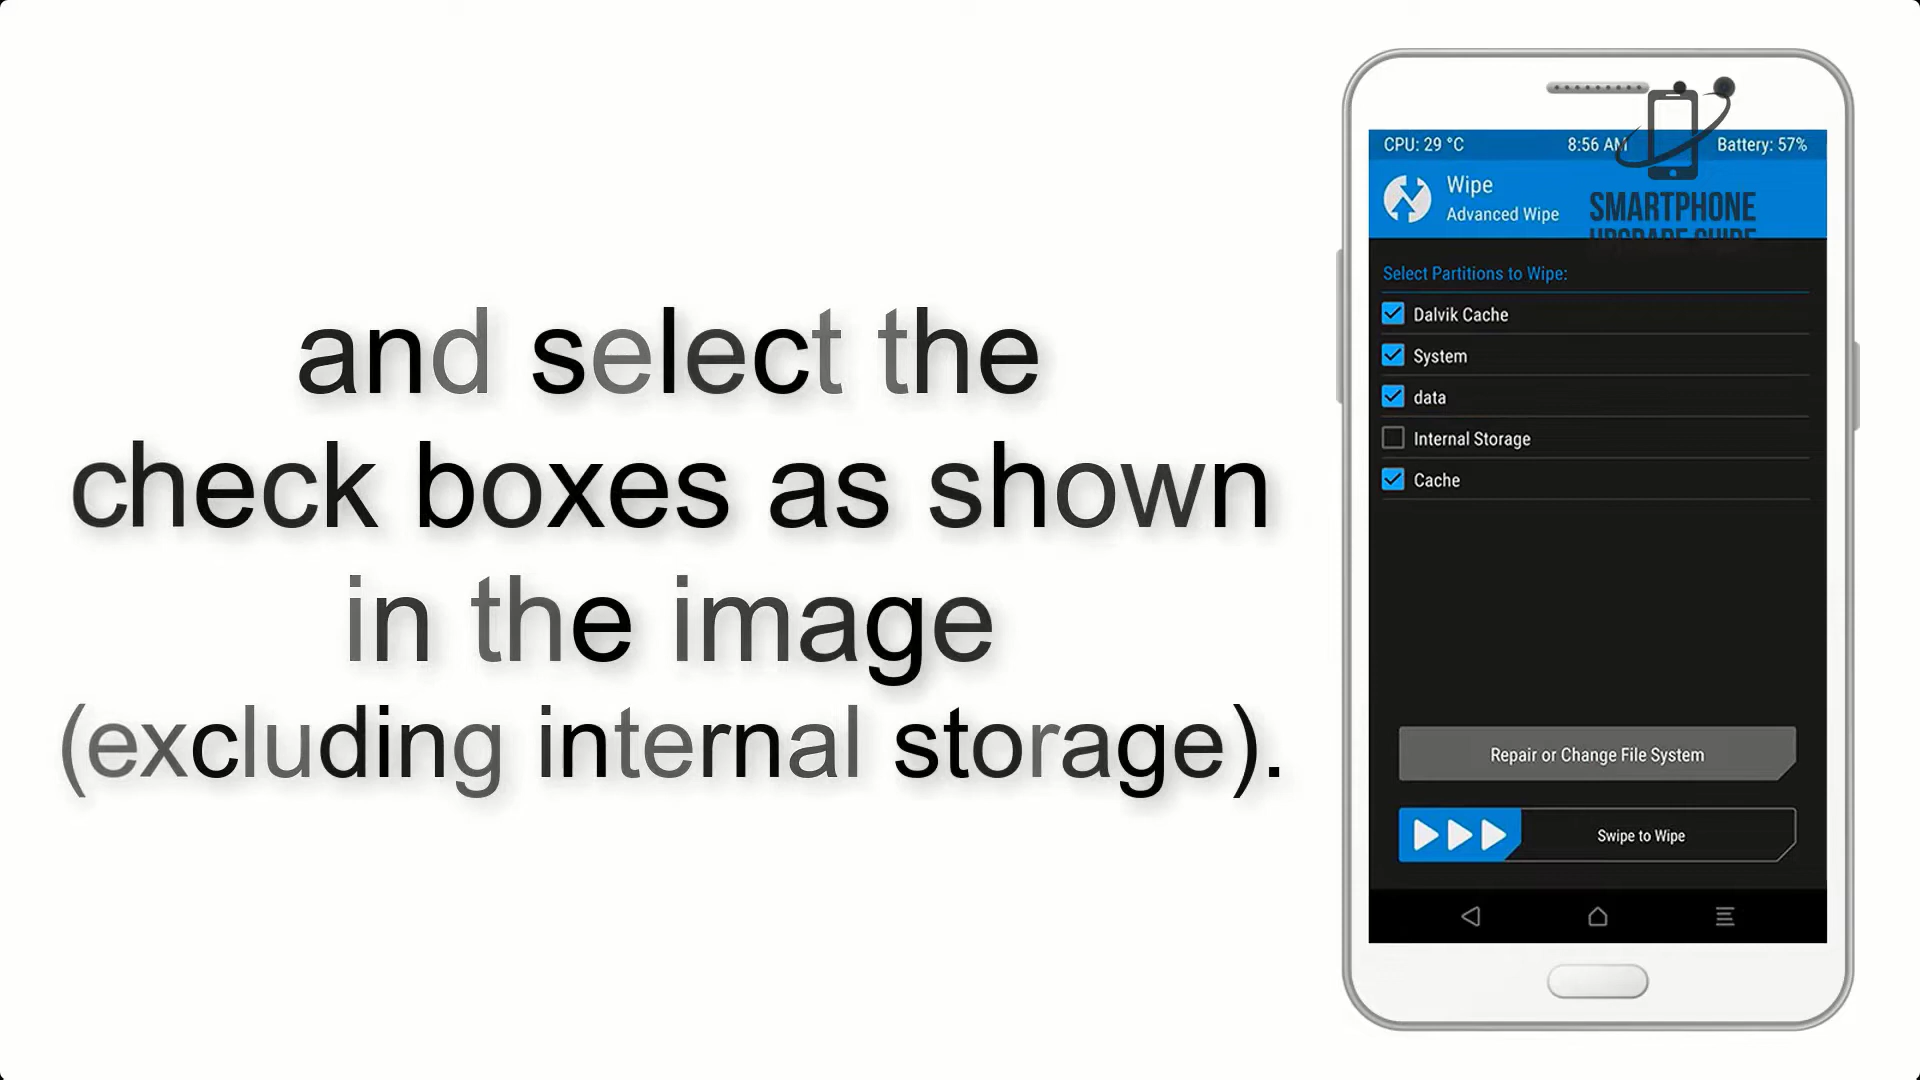 and select the
check boxes as shown
in the image
(excluding internal storage).
CPU: 29 °C 8:56 AM Battery: 57%
Wipe
Advanced Wipe
SMARTPHONE
UPGRADE GUIDE
Select Partitions to Wipe:
Dalvik Cache
System
data
Internal Storage
Cache
Repair or Change File System
Swipe to Wipe